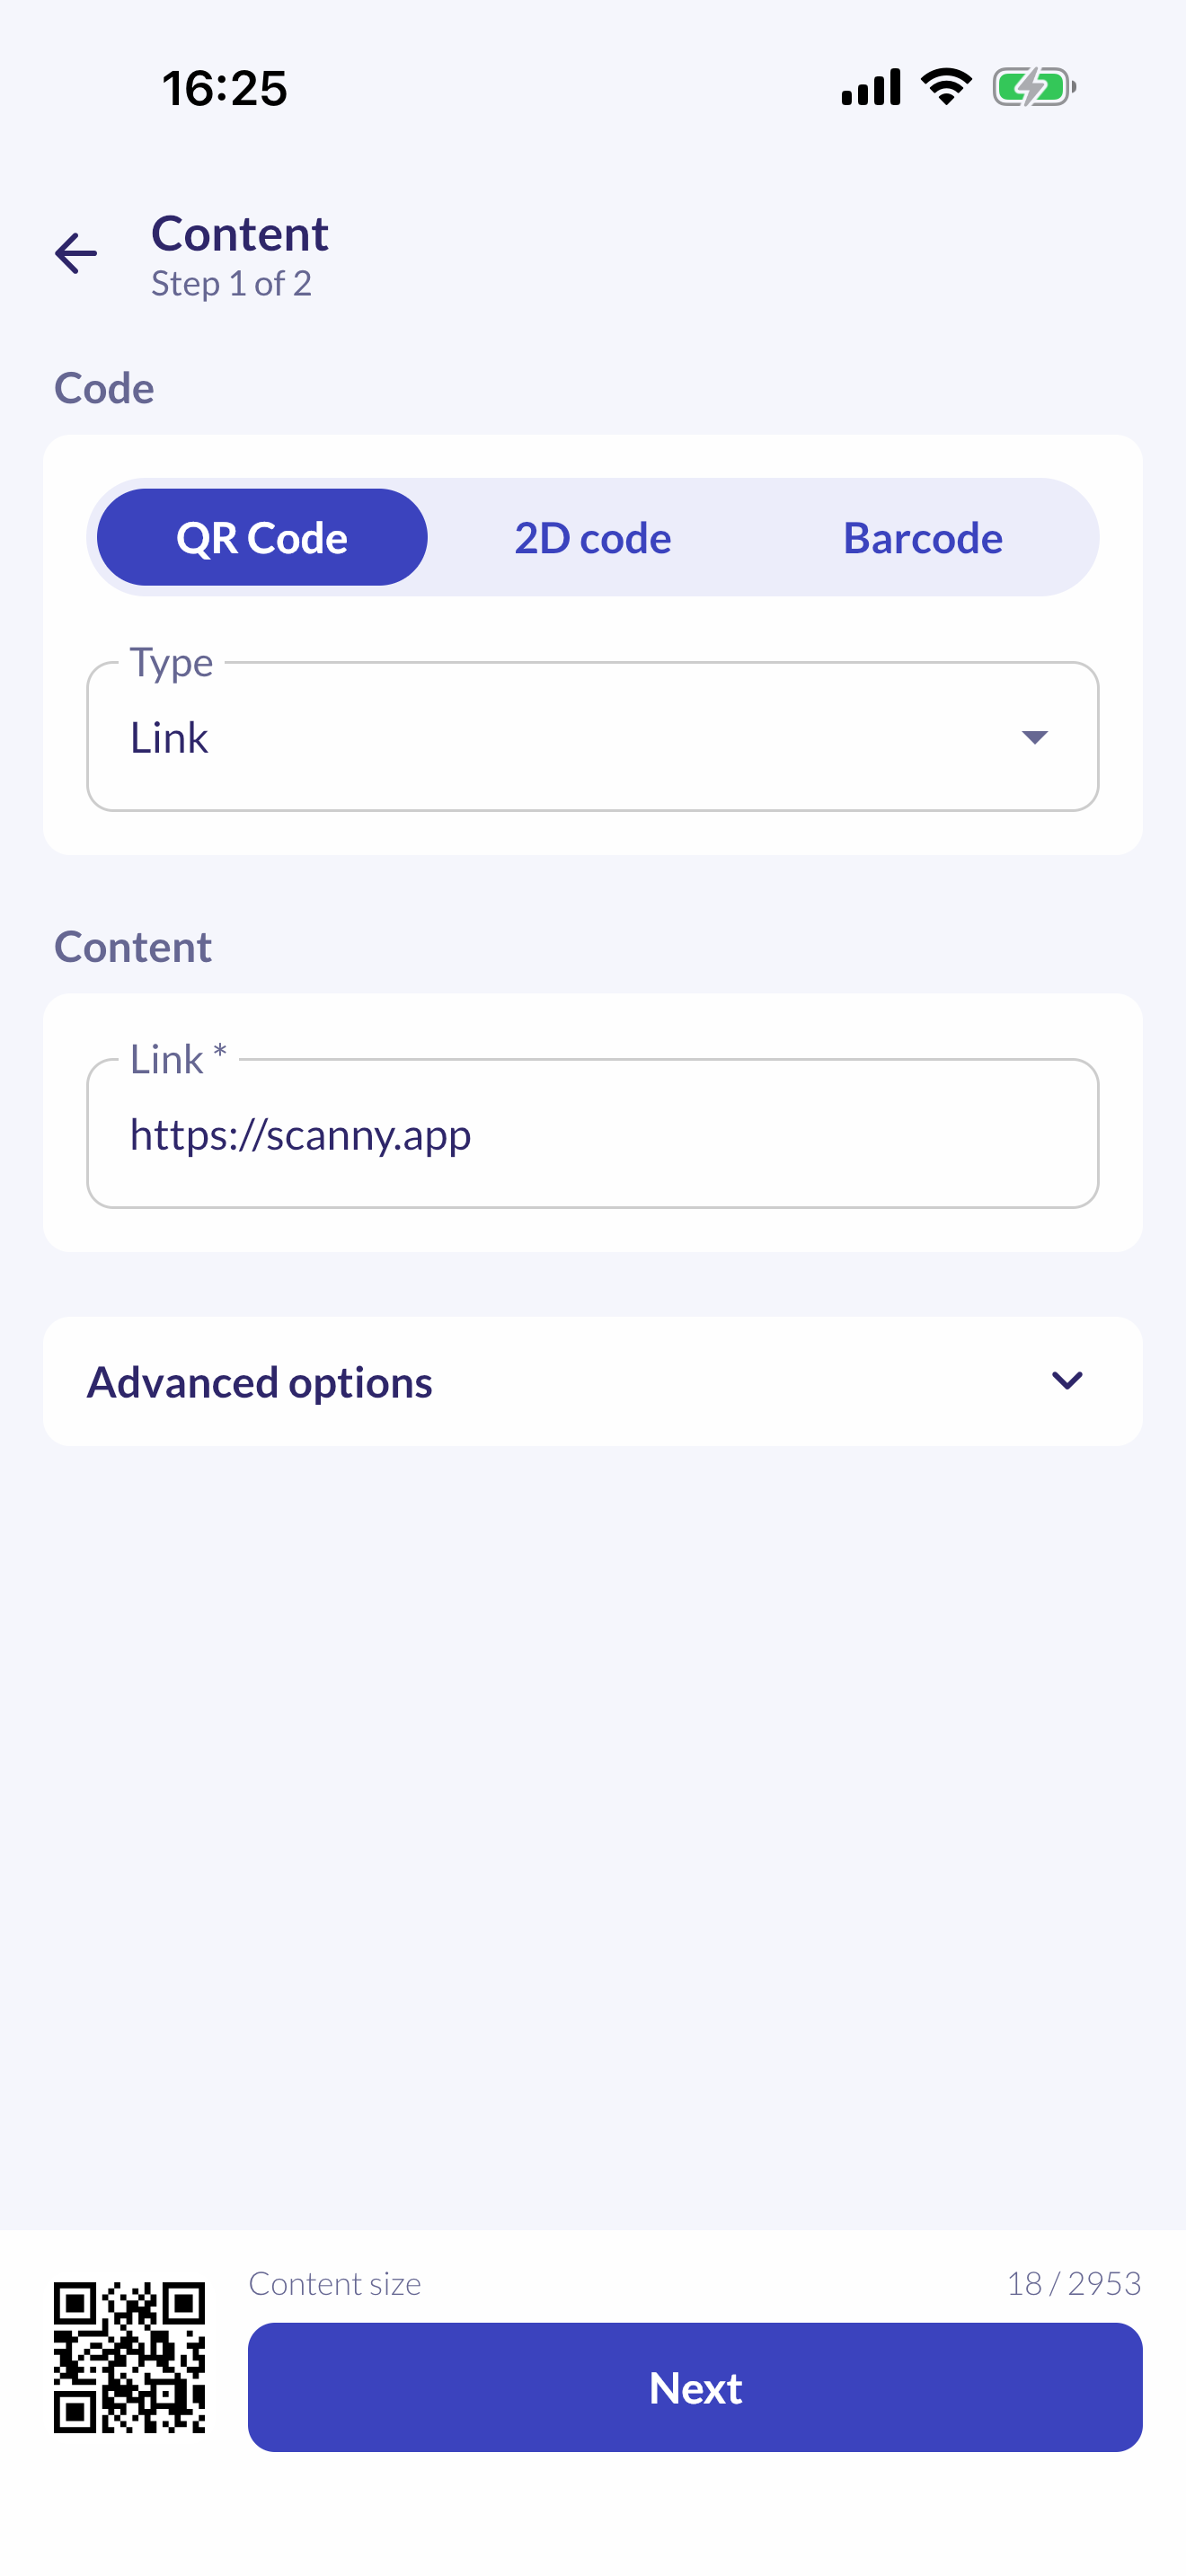 16:25
Content
Step 1 of 2
Code
QR Code 2D code Barcode
Type
Link
Content
Link *
https://scanny.app
Advanced options
Content size 18 / 2953
Next